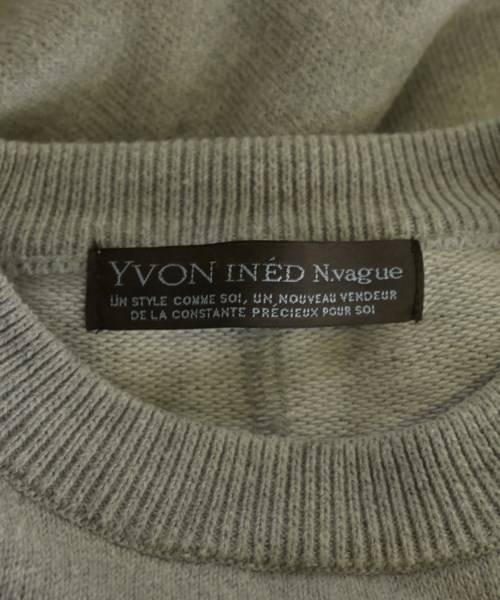 YVON INÉD N.vague
UN STYLE COMME SOI, UN NOUVEAU VENDEUR
DE LA CONSTANTE PRÉCIEUX POUR SOI